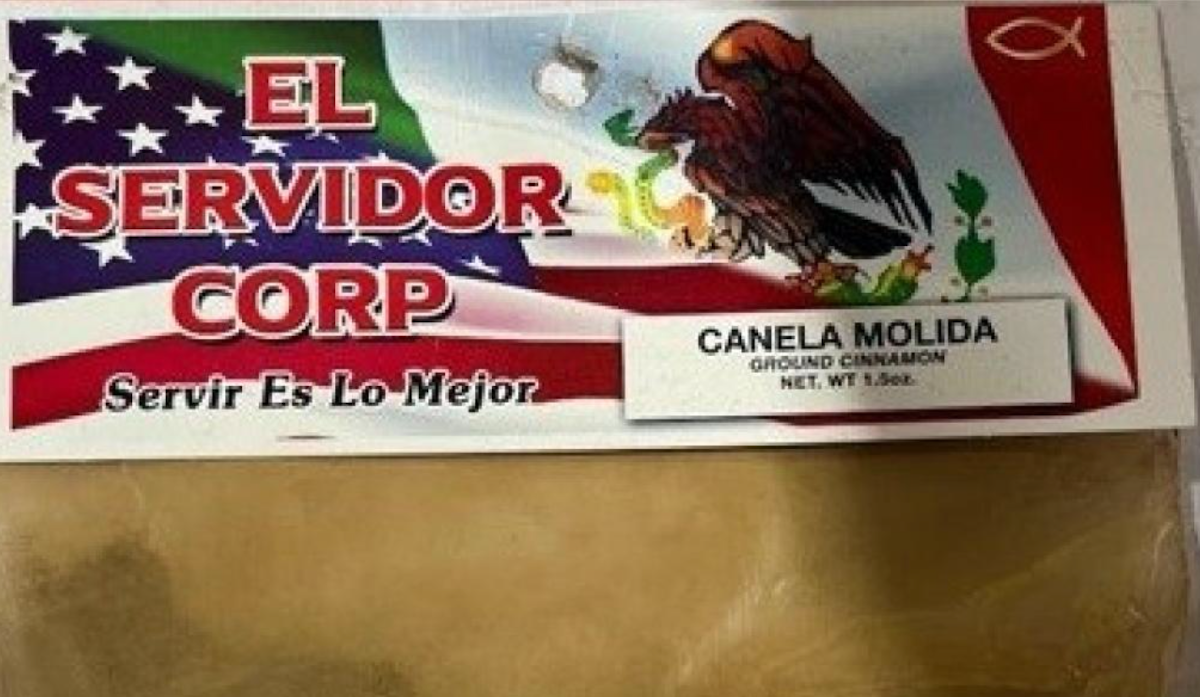 EL
SERVIDOR
CORP
Servir Es Lo Mejor
CANELA MOLIDA
GROUND CINNAMON
NET. WT 1.5oz.